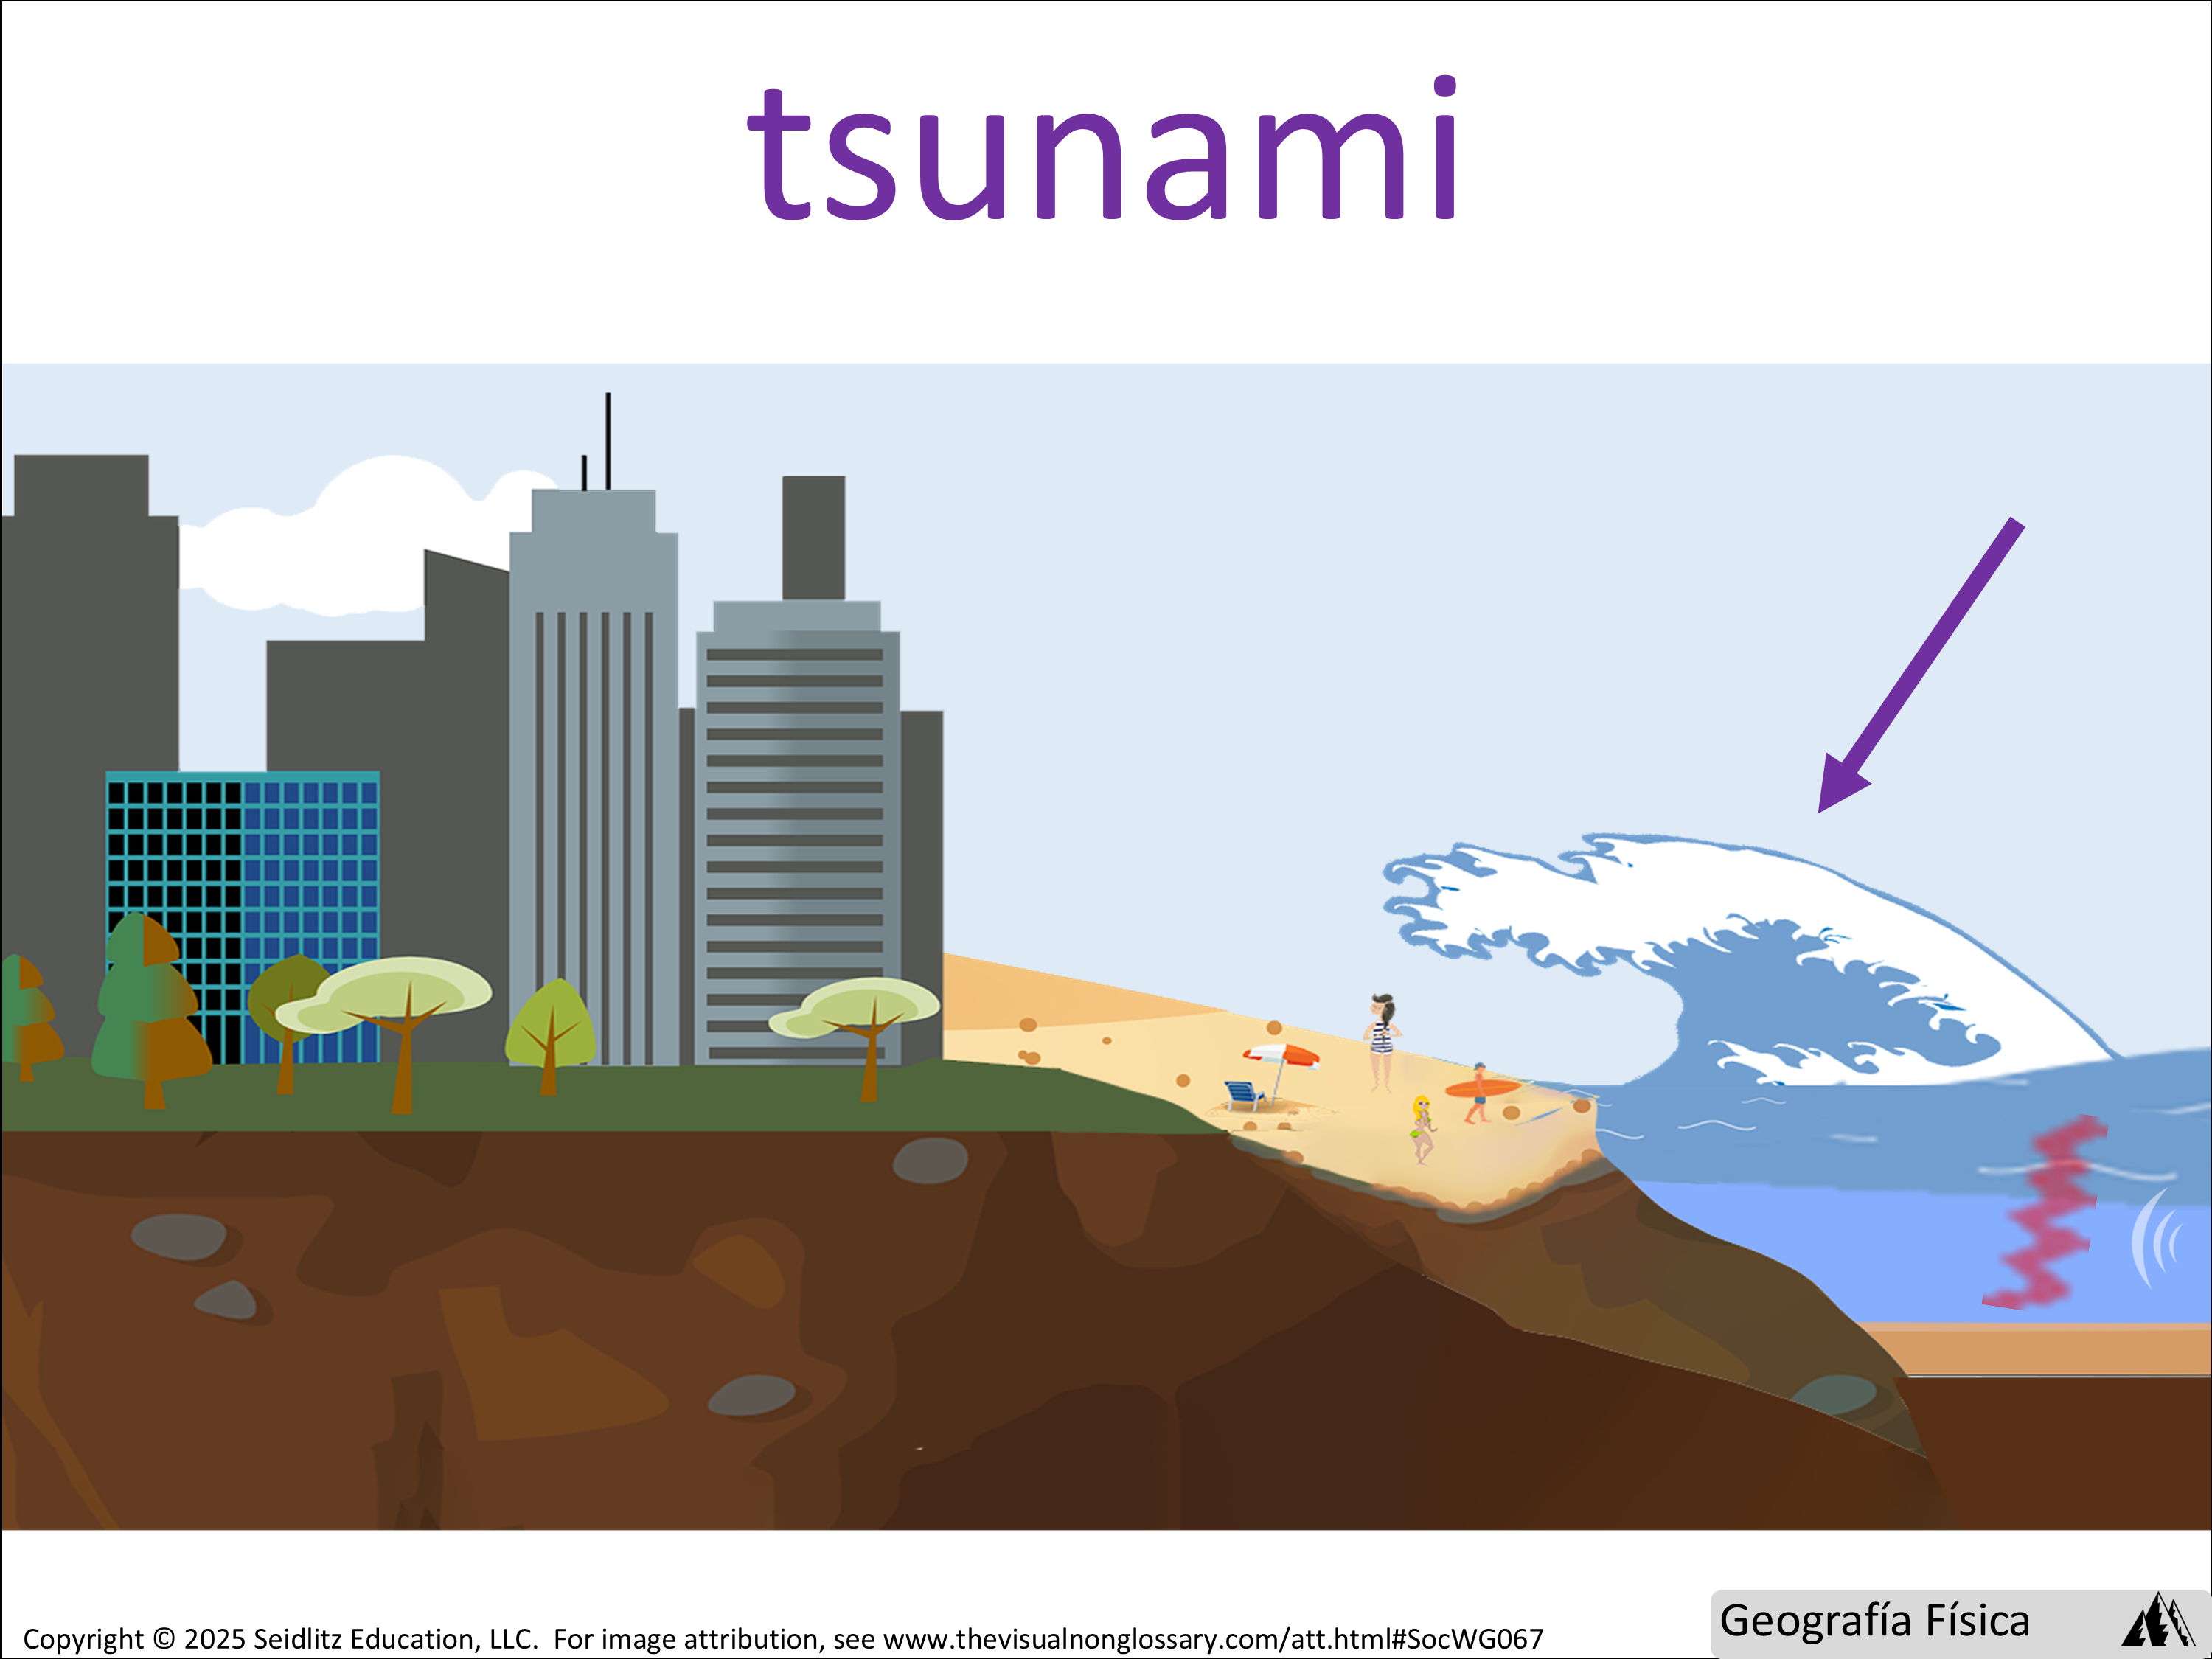 tsunami
Copyright © 2025 Seidlitz Education, LLC.  For image attribution, see www.thevisualnonglossary.com/att.html#SocWG067
Geografía Física